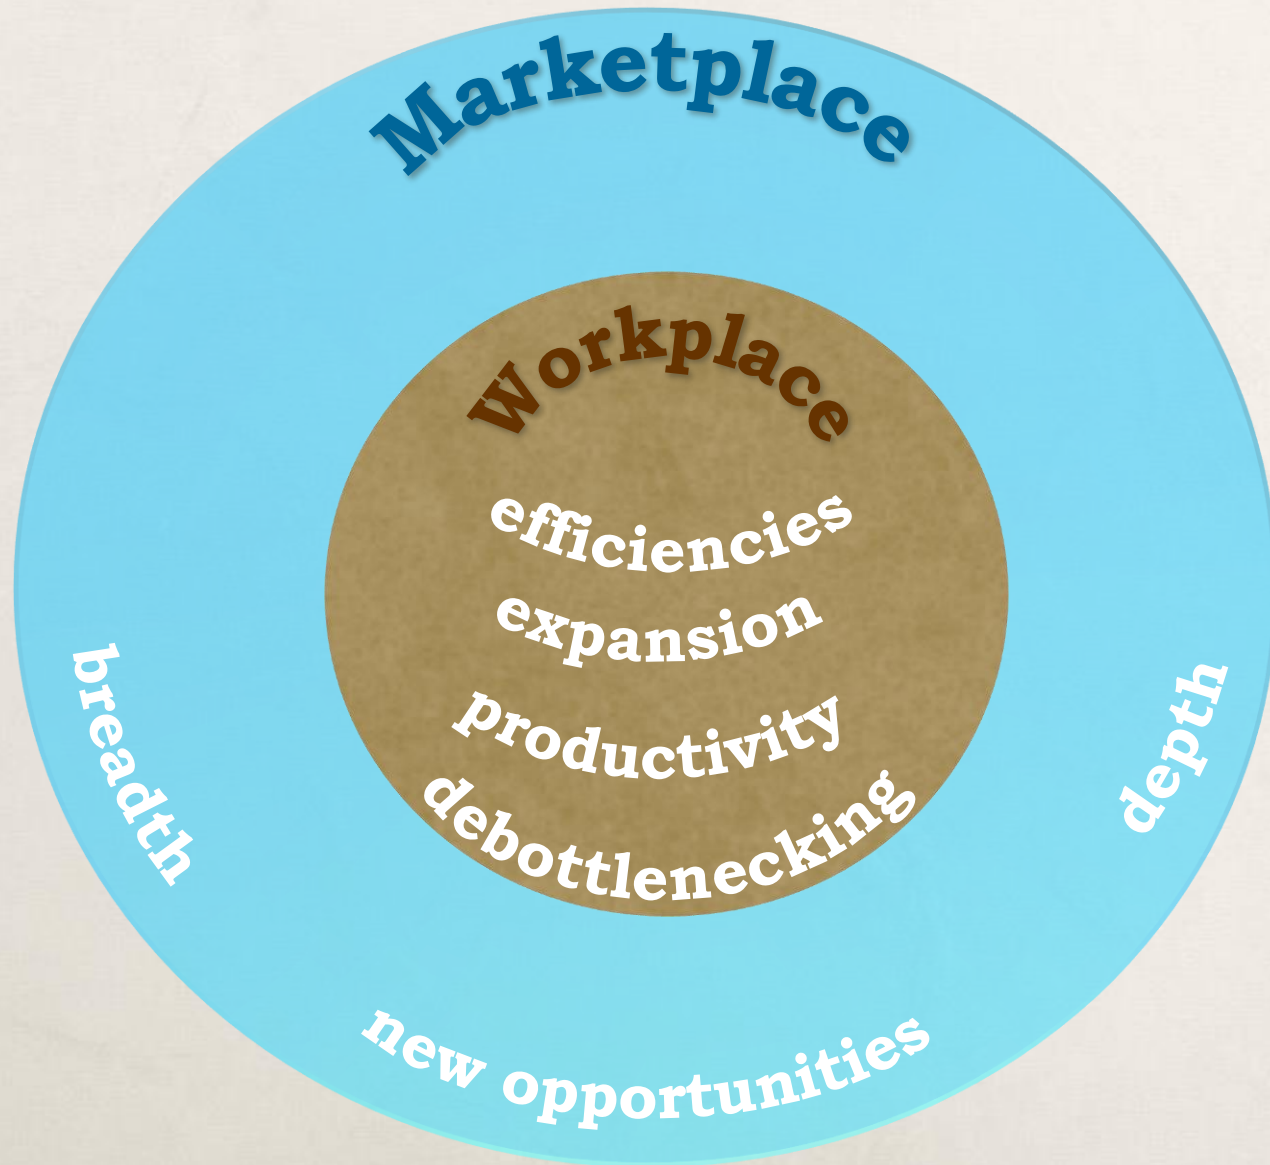 Marketplace
Workplace
efficiencies
expansion
productivity
debottlenecking
breadth
depth
new opportunities